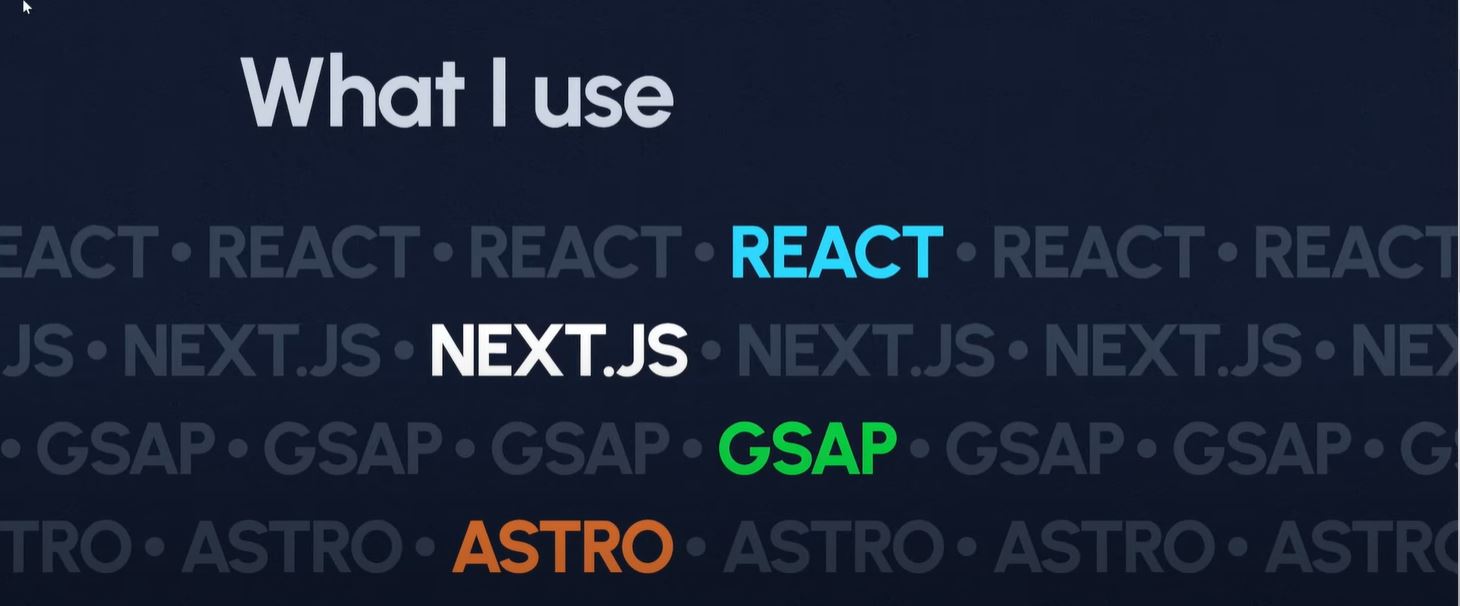 What I use
EACT • REACT • REACT • REACT • REACT • REACT
JS • NEXT.JS • NEXT.JS • NEXT.JS • NEXT.JS • NEX
• GSAP • GSAP • GSAP • GSAP • GSAP • GSAP • GS
TRO • ASTRO • ASTRO • ASTRO • ASTRO • ASTRO